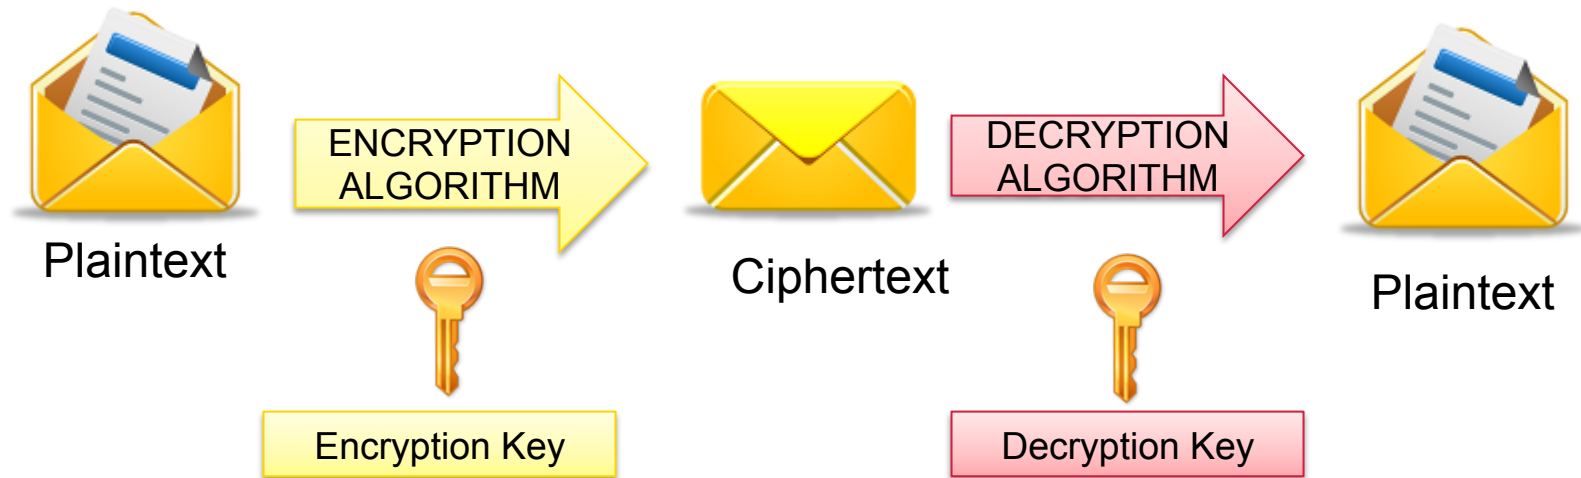 ENCRYPTION
ALGORITHM
DECRYPTION
ALGORITHM
Plaintext
Ciphertext
Plaintext
Encryption Key
Decryption Key